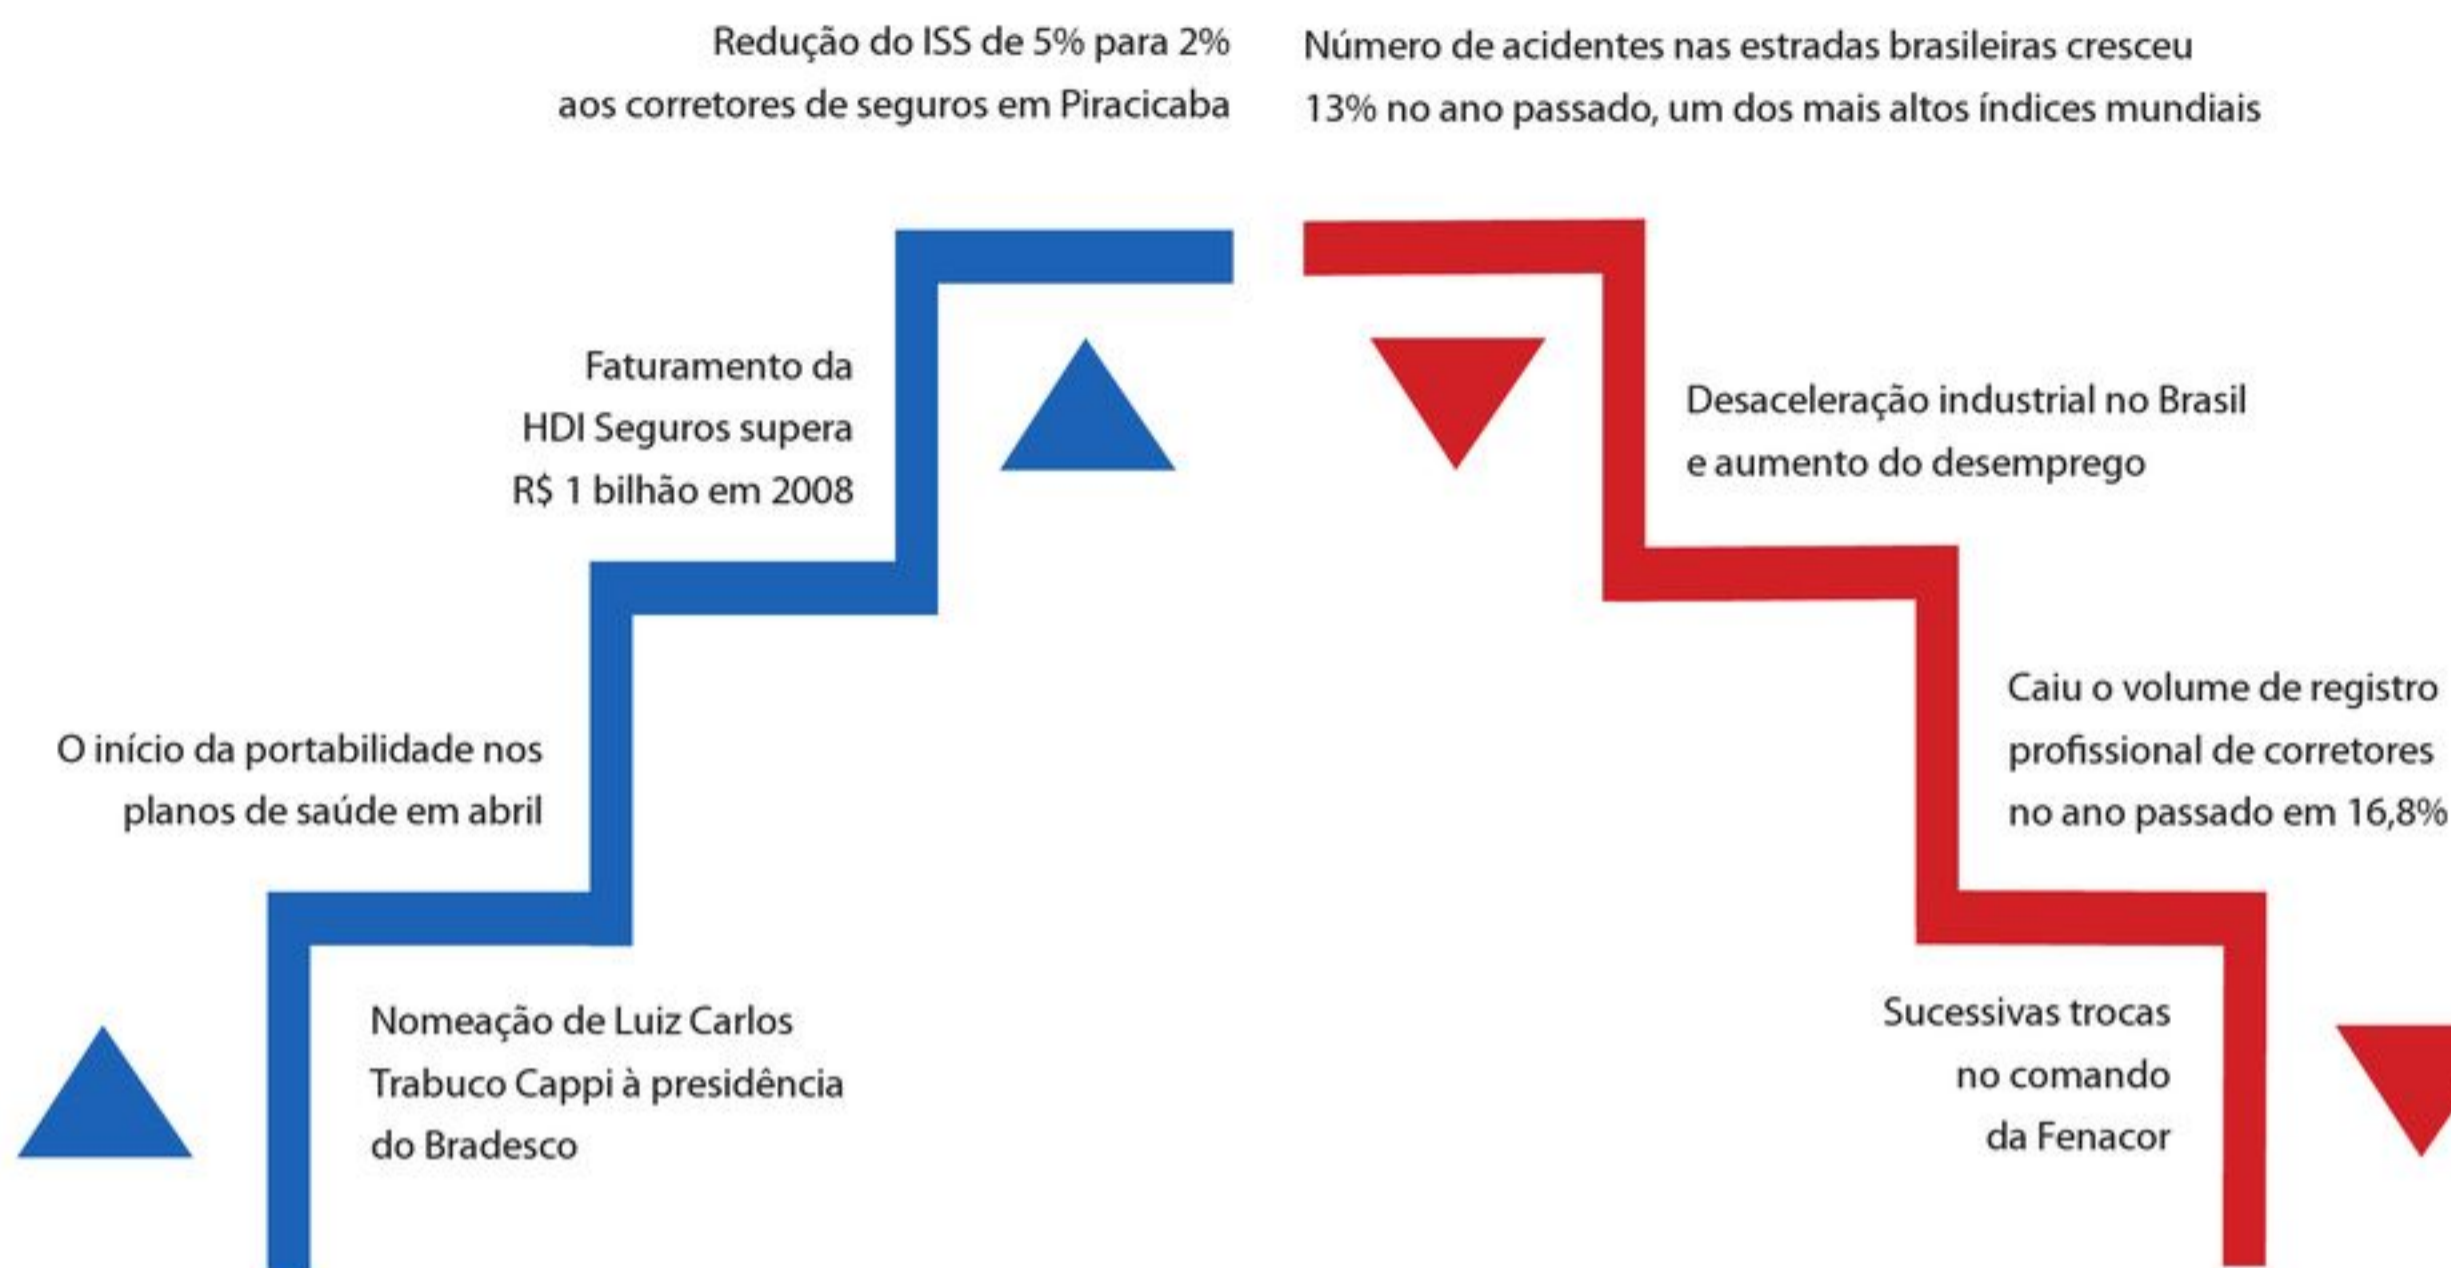 Redução do ISS de 5% para 2%
aos corretores de seguros em Piracicaba
Número de acidentes nas estradas brasileiras cresceu
13% no ano passado, um dos mais altos índices mundiais
Faturamento da
HDI Seguros supera
R$ 1 bilhão em 2008
Desaceleração industrial no Brasil
e aumento do desemprego
O início da portabilidade nos
planos de saúde em abril
Caiu o volume de registro
profissional de corretores
no ano passado em 16,8%
Nomeação de Luiz Carlos
Trabuco Cappi à presidência
do Bradesco
Sucessivas trocas
no comando
da Fenacor